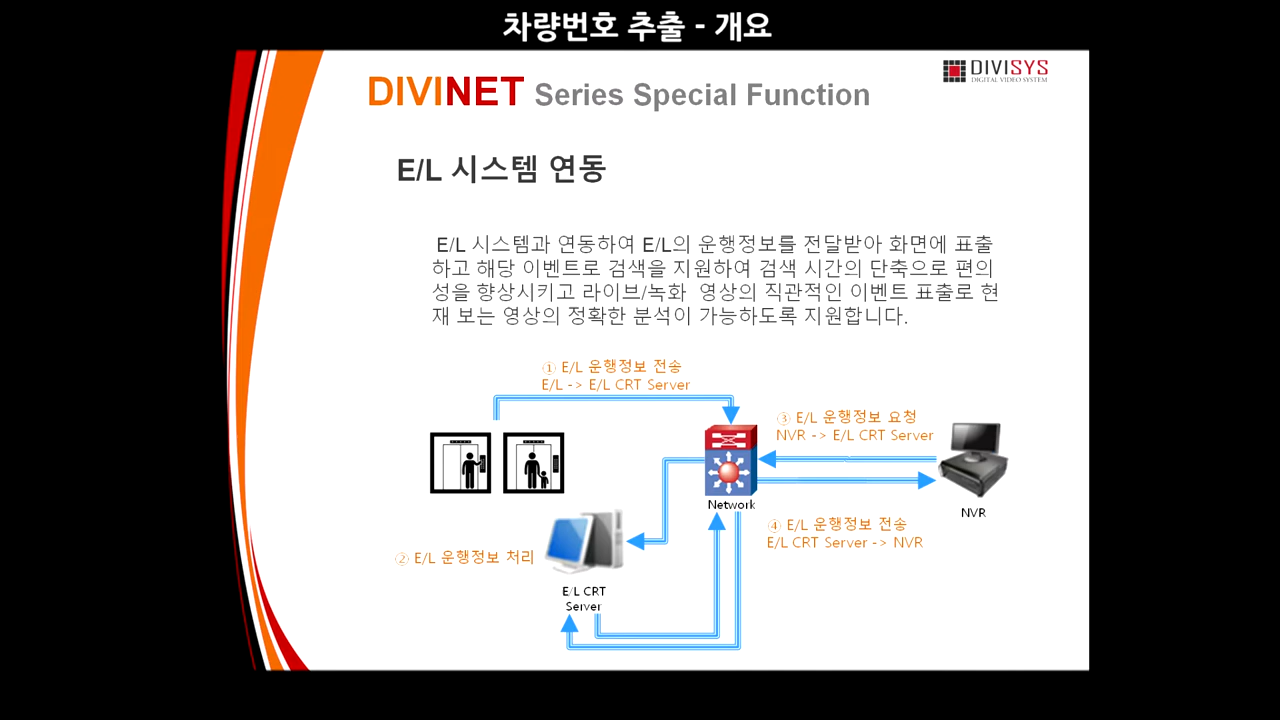 차량번호 추출 - 개요
DIVISYS
DIGITAL VIDEO SYSTEM
DIVINET Series Special Function
E/L 시스템 연동
E/L 시스템과 연동하여 E/L의 운행정보를 전달받아 화면에 표출
하고 해당 이벤트로 검색을 지원하여 검색 시간의 단축으로 편의
성을 향상시키고 라이브/녹화 영상의 직관적인 이벤트 표출로 현
재 보는 영상의 정확한 분석이 가능하도록 지원합니다.
① E/L 운행정보 전송
E/L -> E/L CRT Server
③ E/L 운행정보 요청
NVR -> E/L CRT Server
Network
NVR
④ E/L 운행정보 전송
E/L CRT Server -> NVR
② E/L 운행정보 처리
E/L CRT
Server